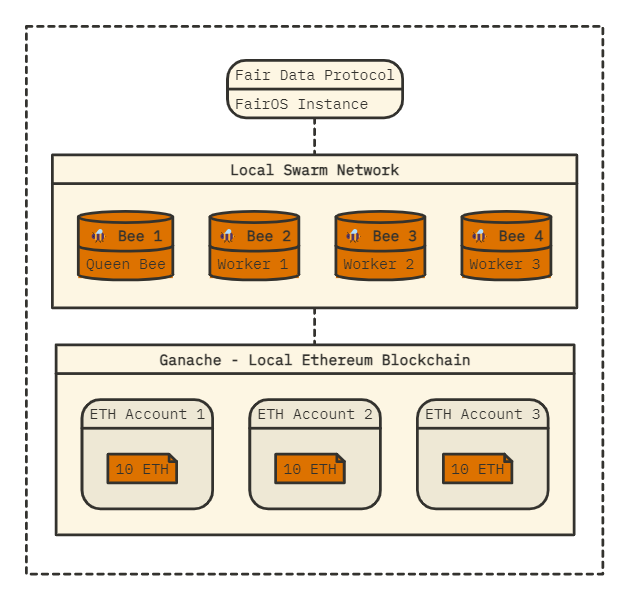 Fair Data Protocol
FairOS Instance
Local Swarm Network
Bee 1 Bee 2 Bee 3 Bee 4
Queen Bee Worker 1 Worker 2 Worker 3
Ganache - Local Ethereum Blockchain
ETH Account 1 ETH Account 2 ETH Account 3
10 ETH 10 ETH 10 ETH